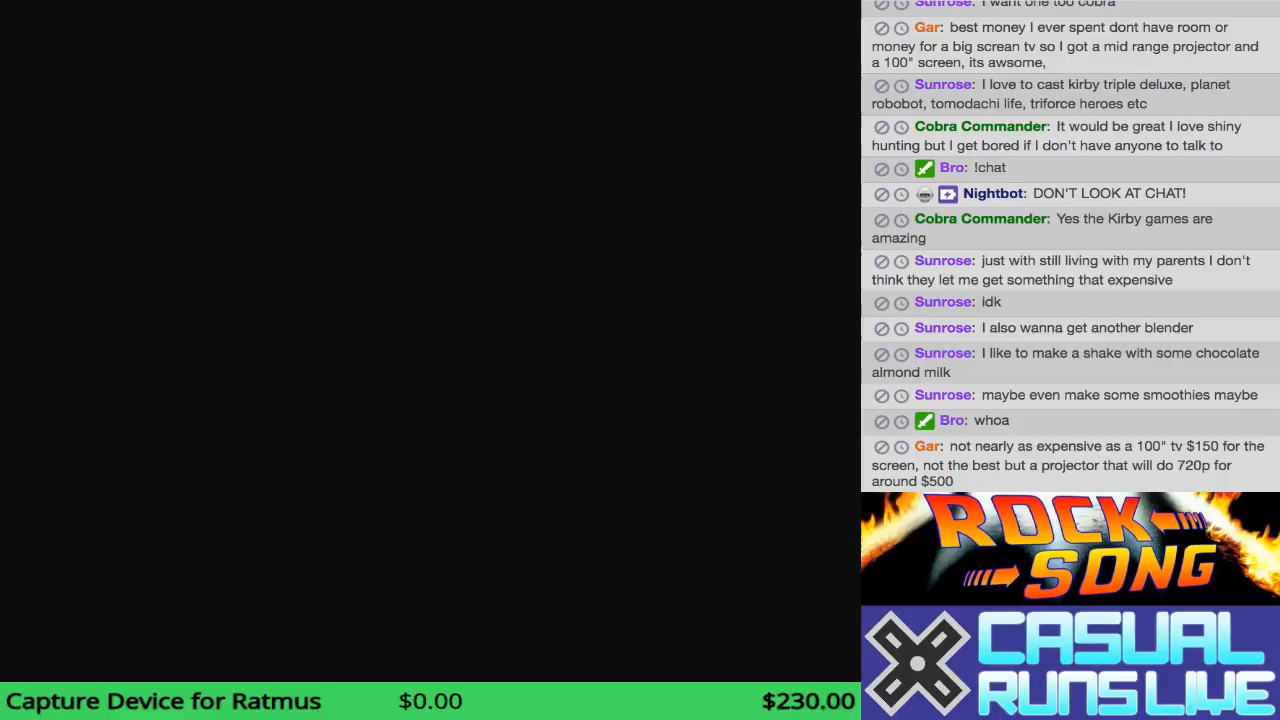 Sunrose: I want one too cobra
Gar: best money I ever spent dont have room or
money for a big screan tv so I got a mid range projector and
a 100" screen, its awsome,
Sunrose: I love to cast kirby triple deluxe, planet
robobot, tomodachi life, triforce heroes etc
Cobra Commander: It would be great I love shiny
hunting but I get bored if I don't have anyone to talk to
Bro: !chat
Nightbot: DON'T LOOK AT CHAT!
Cobra Commander: Yes the Kirby games are
amazing
Sunrose: just with still living with my parents I don't
think they let me get something that expensive
Sunrose: idk
Sunrose: I also wanna get another blender
Sunrose: I like to make a shake with some chocolate
almond milk
Sunrose: maybe even make some smoothies maybe
Bro: whoa
Gar: not nearly as expensive as a 100" tv $150 for the
screen, not the best but a projector that will do 720p for
around $500
ROCK
SONG
CASUAL
RUNS LIVE
Capture Device for Ratmus $0.00 $230.00